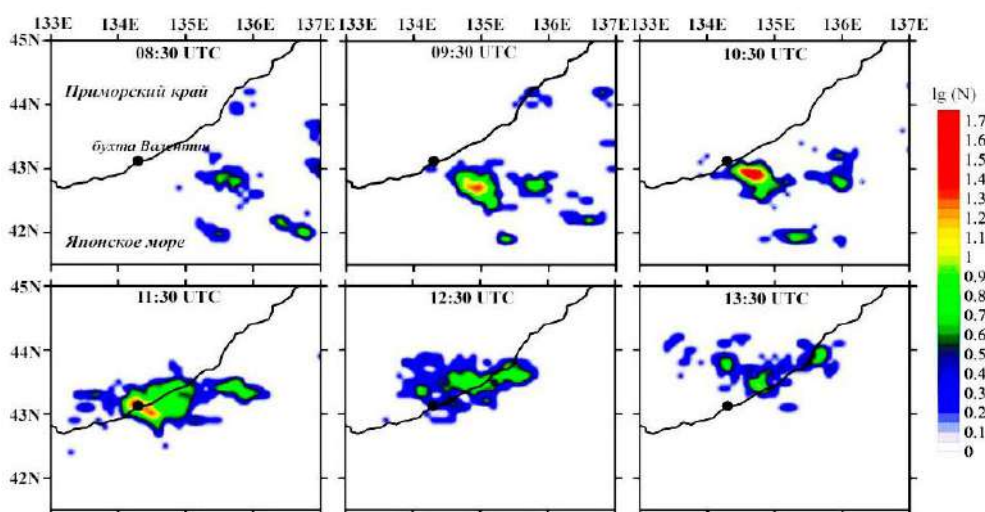 133E 134E 135E 136E 137E 133E 134E 135E 136E 137E 133E 134E 135E 136E 137E
45N 08:30 UTC 09:30 UTC 10:30 UTC
44N Приморский край
lg (N)
43N бухта Валентин
42N Японское море
1.7
1.6
1.5
1.4
1.3
1.2
1.1
1
0.9
0.8
0.7
0.6
0.5
0.4
0.3
0.2
0.1
0
45N 11:30 UTC 12:30 UTC 13:30 UTC
44N
43N
42N